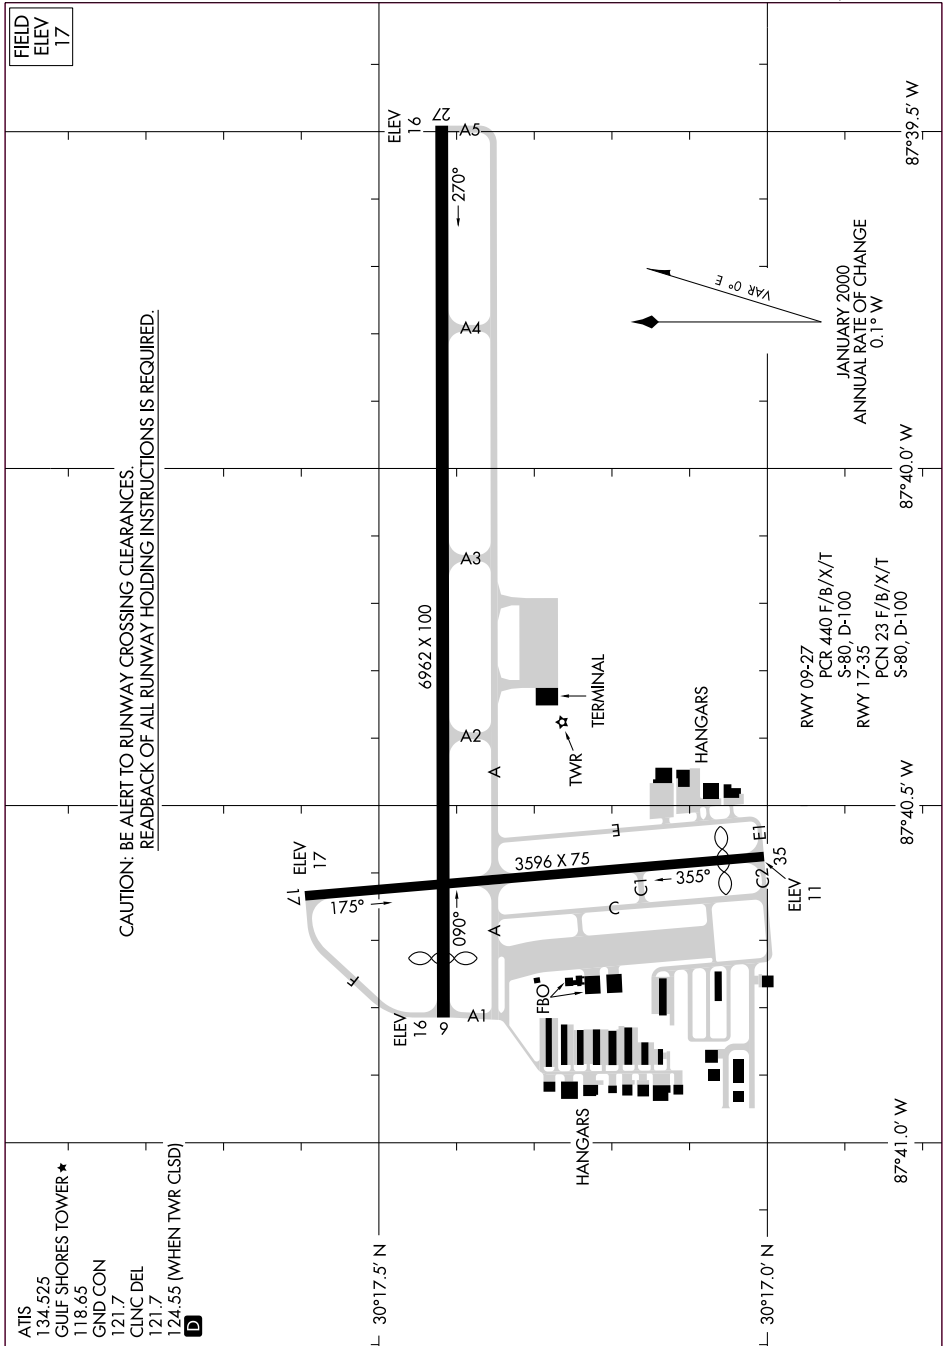 ATIS
134.525
GULF SHORES TOWER ★
118.65
GND CON
121.7
CLNC DEL
121.7
124.55 (WHEN TWR CLSD)
D
CAUTION: BE ALERT TO RUNWAY CROSSING CLEARANCES.
READBACK OF ALL RUNWAY HOLDING INSTRUCTIONS IS REQUIRED.
FIELD
ELEV
17
30°17.5' N
ELEV
17
17
175°
F
ELEV
16
9
090°
6962 X 100
270°
27
ELEV
16
A1
A2
A3
A4
A5
A
A
3596 X 75
TWR
TERMINAL
FBO
HANGARS
HANGARS
C
C1
355°
E
C2
E1
35
ELEV
11
VAR 0° E
JANUARY 2000
ANNUAL RATE OF CHANGE
0.1° W
30°17.0' N
RWY 09-27
PCR 440 F/B/X/T
S-80, D-100
RWY 17-35
PCN 23 F/B/X/T
S-80, D-100
87°41.0' W
87°40.5' W
87°40.0' W
87°39.5' W